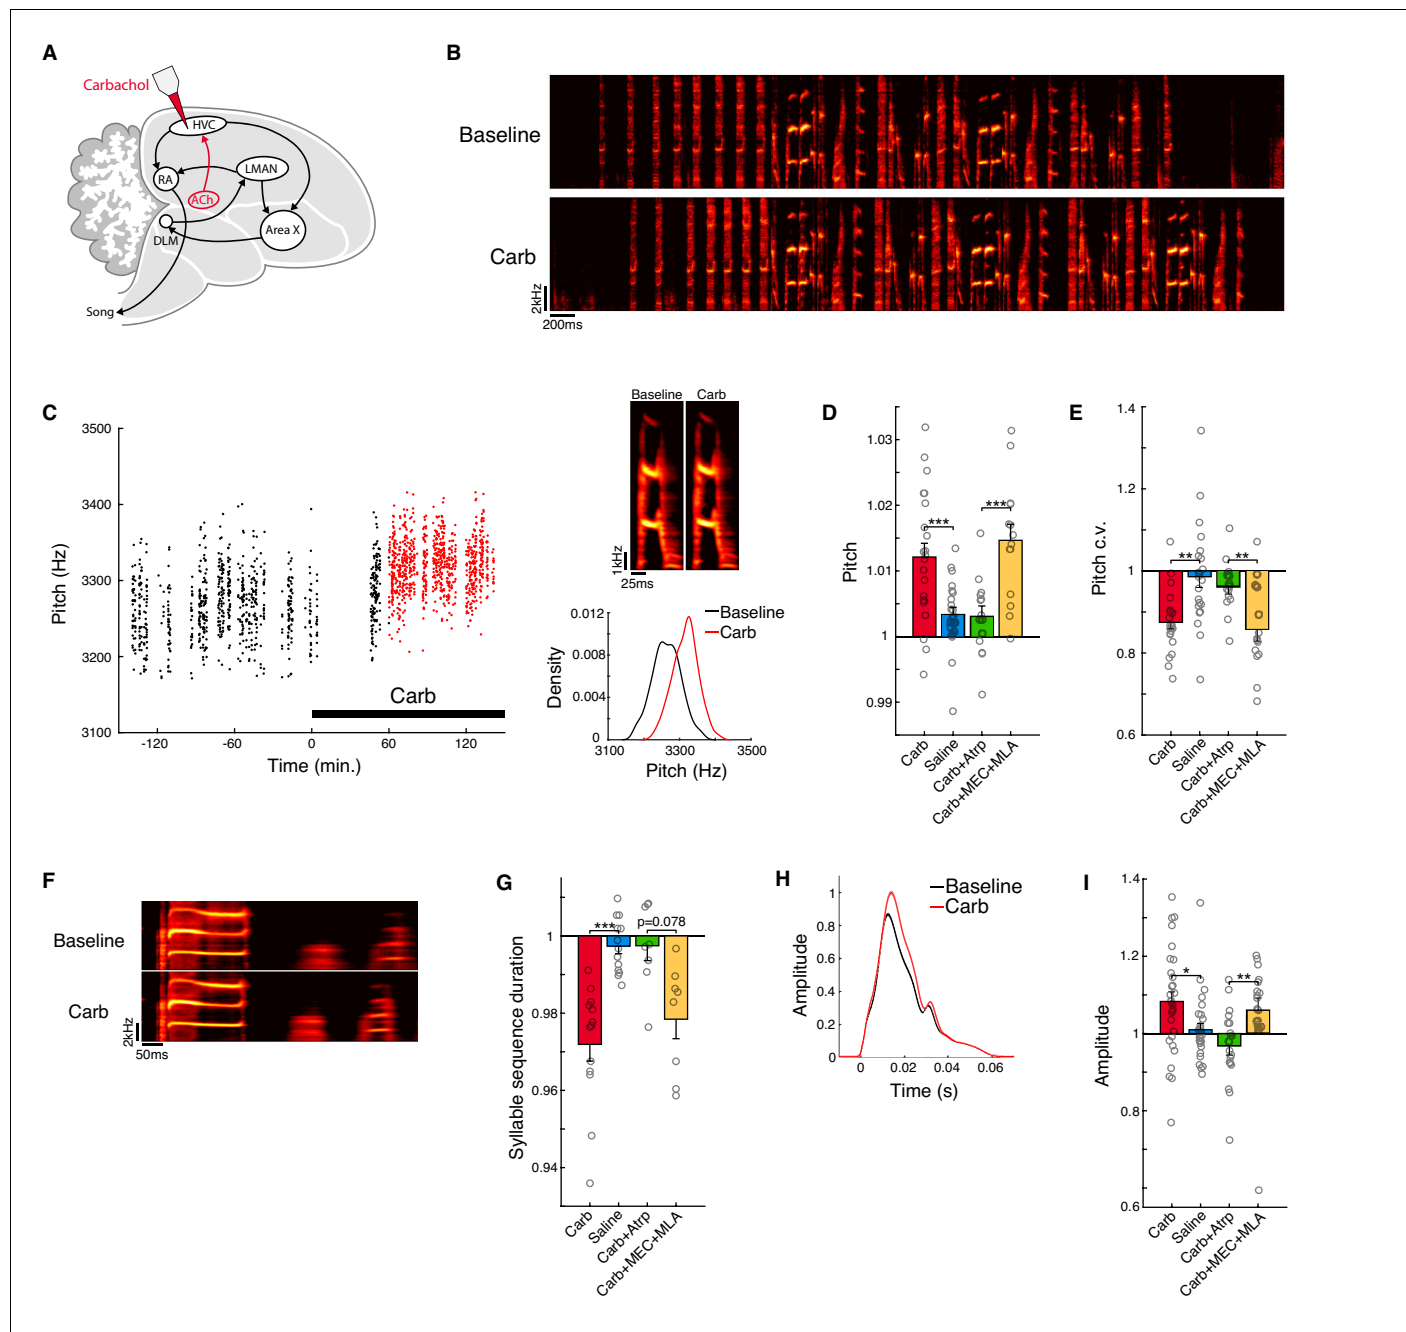 A
Carbachol
HVC
LMAN
RA
ACh
DLM
Area X
Song
B
Baseline
Carb
2kHz
200ms
C
3500
3400
3300
3200
3100
Pitch (Hz)
-120
-60
0
60
120
Time (min.)
Carb
Baseline
Carb
1kHz
25ms
0.012
0.008
0.004
0
Density
Baseline
Carb
3100
3300
3500
Pitch (Hz)
D
1.03
1.02
1.01
1
0.99
Pitch
***
***
Carb
Saline
Carb+Atrp
Carb+MEC+MLA
E
1.4
1.2
1
0.8
0.6
Pitch c.v.
**
**
Carb
Saline
Carb+Atrp
Carb+MEC+MLA
F
Baseline
Carb
2kHz
50ms
G
1
0.98
0.96
0.94
Syllable sequence duration
***
p=0.078
Carb
Saline
Carb+Atrp
Carb+MEC+MLA
H
Baseline
Carb
1
0.8
0.6
0.4
0.2
0
Amplitude
0
0.02
0.04
0.06
Time (s)
I
1.4
1.2
1
0.8
0.6
Amplitude
*
**
Carb
Saline
Carb+Atrp
Carb+MEC+MLA